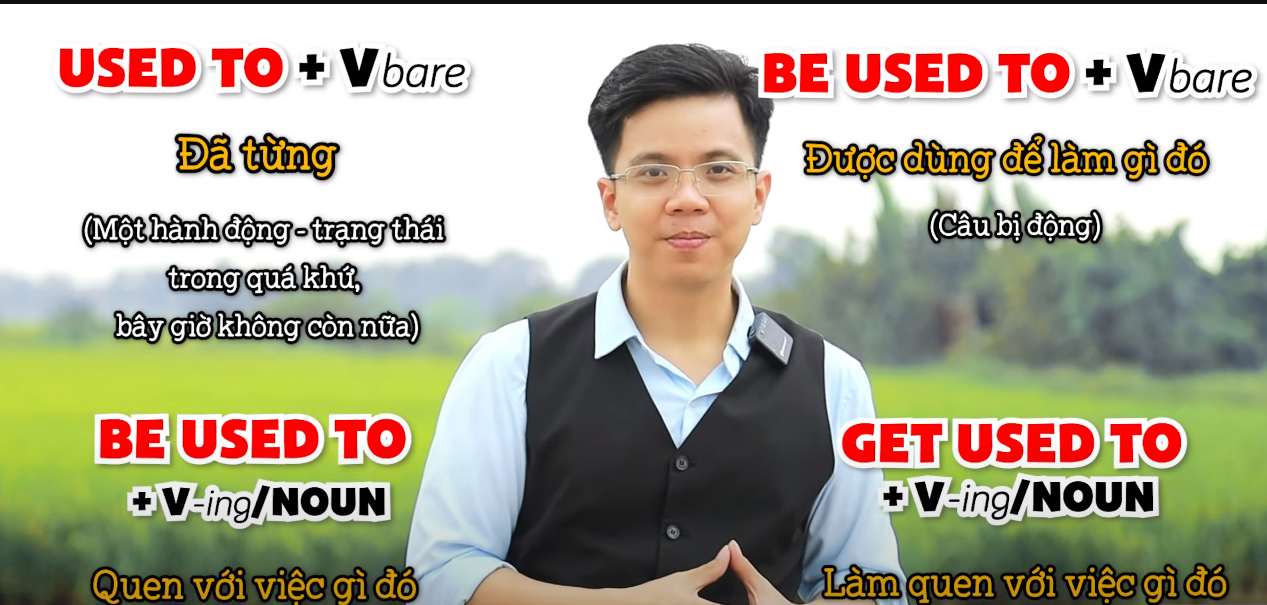 USED TO + Vbare
Đã từng
(Một hành động - trạng thái
trong quá khứ,
bây giờ không còn nữa)
BE USED TO + Vbare
Được dùng để làm gì đó
(Câu bị động)
BE USED TO
+ V-ing/NOUN
Quen với việc gì đó
GET USED TO
+ V-ing/NOUN
Làm quen với việc gì đó